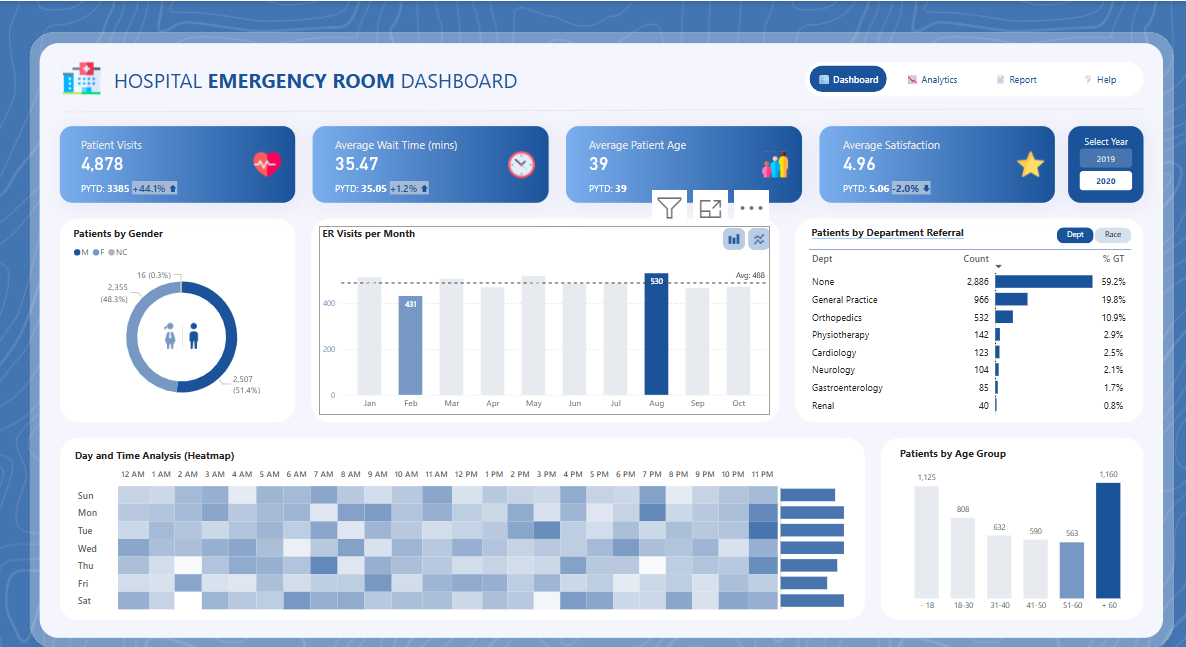 HOSPITAL EMERGENCY ROOM DASHBOARD
Dashboard
Analytics
Report
? Help
Patient Visits
4,878
PYTD: 3385 +44.1%
Average Wait Time (mins)
35.47
PYTD: 35.05 +1.2%
Average Patient Age
39
PYTD: 39
Average Satisfaction
4.96
PYTD: 5.06 -2.0%
Select Year
2019
2020
Patients by Gender
M F NC
16 (0.3%)
2,355
(48.3%)
2,507
(51.4%)
ER Visits per Month
Avg: 488
400
200
0
431
530
Jan Feb Mar Apr May Jun Jul Aug Sep Oct
Patients by Department Referral
Dept Race
Dept Count % GT
None 2,886 59.2%
General Practice 966 19.8%
Orthopedics 532 10.9%
Physiotherapy 142 2.9%
Cardiology 123 2.5%
Neurology 104 2.1%
Gastroenterology 85 1.7%
Renal 40 0.8%
Day and Time Analysis (Heatmap)
12 AM 1 AM 2 AM 3 AM 4 AM 5 AM 6 AM 7 AM 8 AM 9 AM 10 AM 11 AM 12 PM 1 PM 2 PM 3 PM 4 PM 5 PM 6 PM 7 PM 8 PM 9 PM 10 PM 11 PM
Sun
Mon
Tue
Wed
Thu
Fri
Sat
Patients by Age Group
1,125
808
632
590
563
1,160
- 18 18-30 31-40 41-50 51-60 + 60